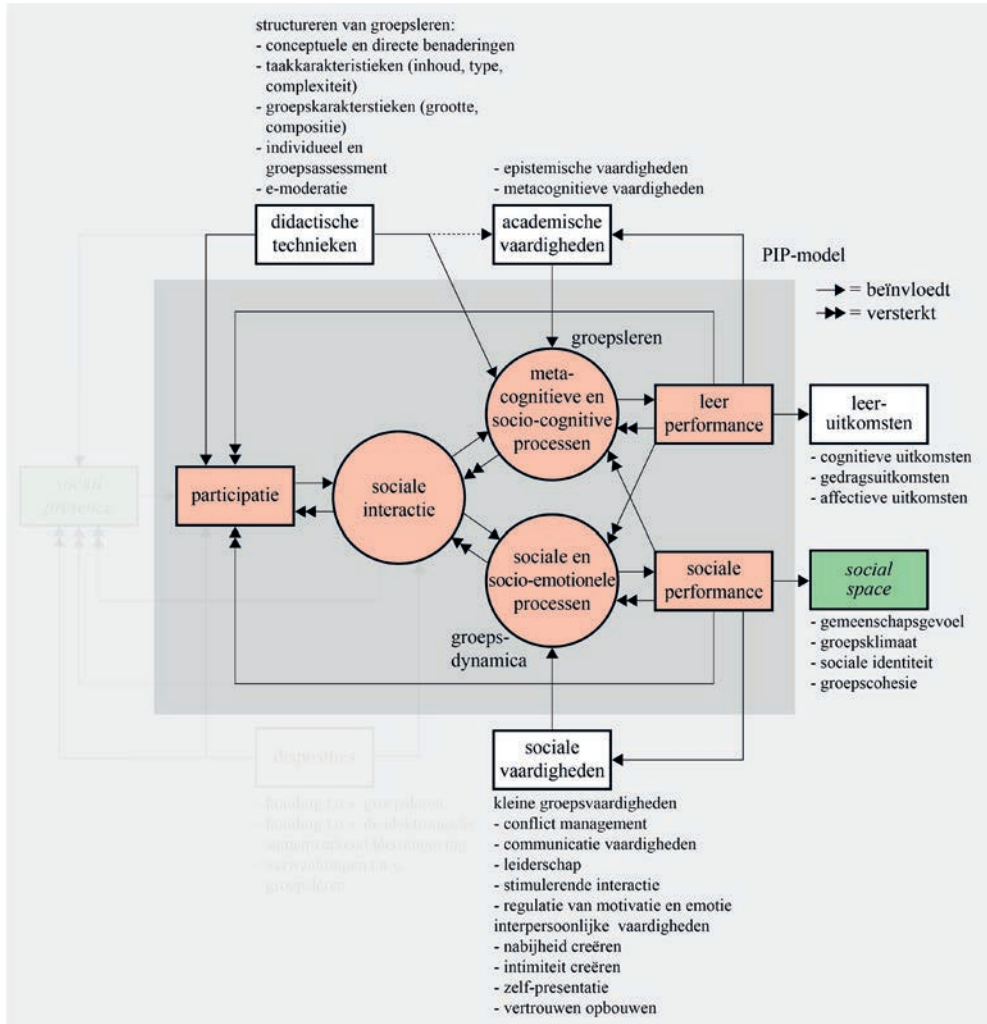 structureren van groepsleren:
- conceptuele en directe benaderingen
- taakkarakteristieken (inhoud, type,
complexiteit)
- groepskarakterstieken (grootte,
compositie)
- individueel en
groepsassessment
- e-moderatie
- epistemische vaardigheden
- metacognitieve vaardigheden
didactische
technieken
academische
vaardigheden
PIP-model
= beïnvloedt
= versterkt
groepsleren
meta-
cognitieve en
socio-cognitive
processen
leer
performance
leer-
uitkomsten
- cognitieve uitkomsten
- gedragsuitkomsten
- affectieve uitkomsten
social
presence
participatie
sociale
interactie
sociale en
socio-emotionele
processen
sociale
performance
social
space
- gemeenschapsgevoel
- groepsklimaat
- sociale identiteit
- groepscohesie
groeps-
dynamica
disposities
sociale
vaardigheden
kleine groepsvaardigheden
- conflict management
- communicatie vaardigheden
- leiderschap
- stimulerende interactie
- regulatie van motivatie en emotie
interpersoonlijke vaardigheden
- nabijheid creëren
- intimiteit creëren
- zelf-presentatie
- vertrouwen opbouwen
groepsleren